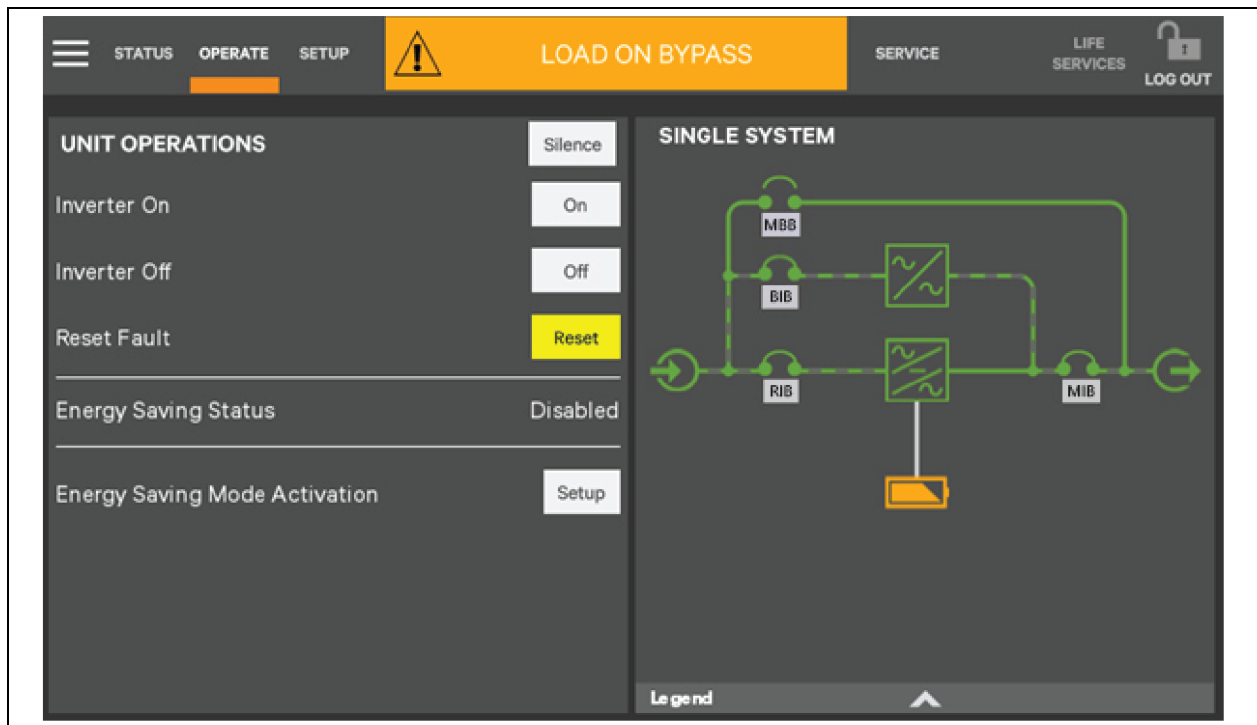 STATUS OPERATE SETUP LOAD ON BYPASS SERVICE LIFE SERVICES LOG OUT
UNIT OPERATIONS Silence
Inverter On On
Inverter Off Off
Reset Fault Reset
Energy Saving Status Disabled
Energy Saving Mode Activation Setup
SINGLE SYSTEM
MBB
BIB
RIB MIB
Legend